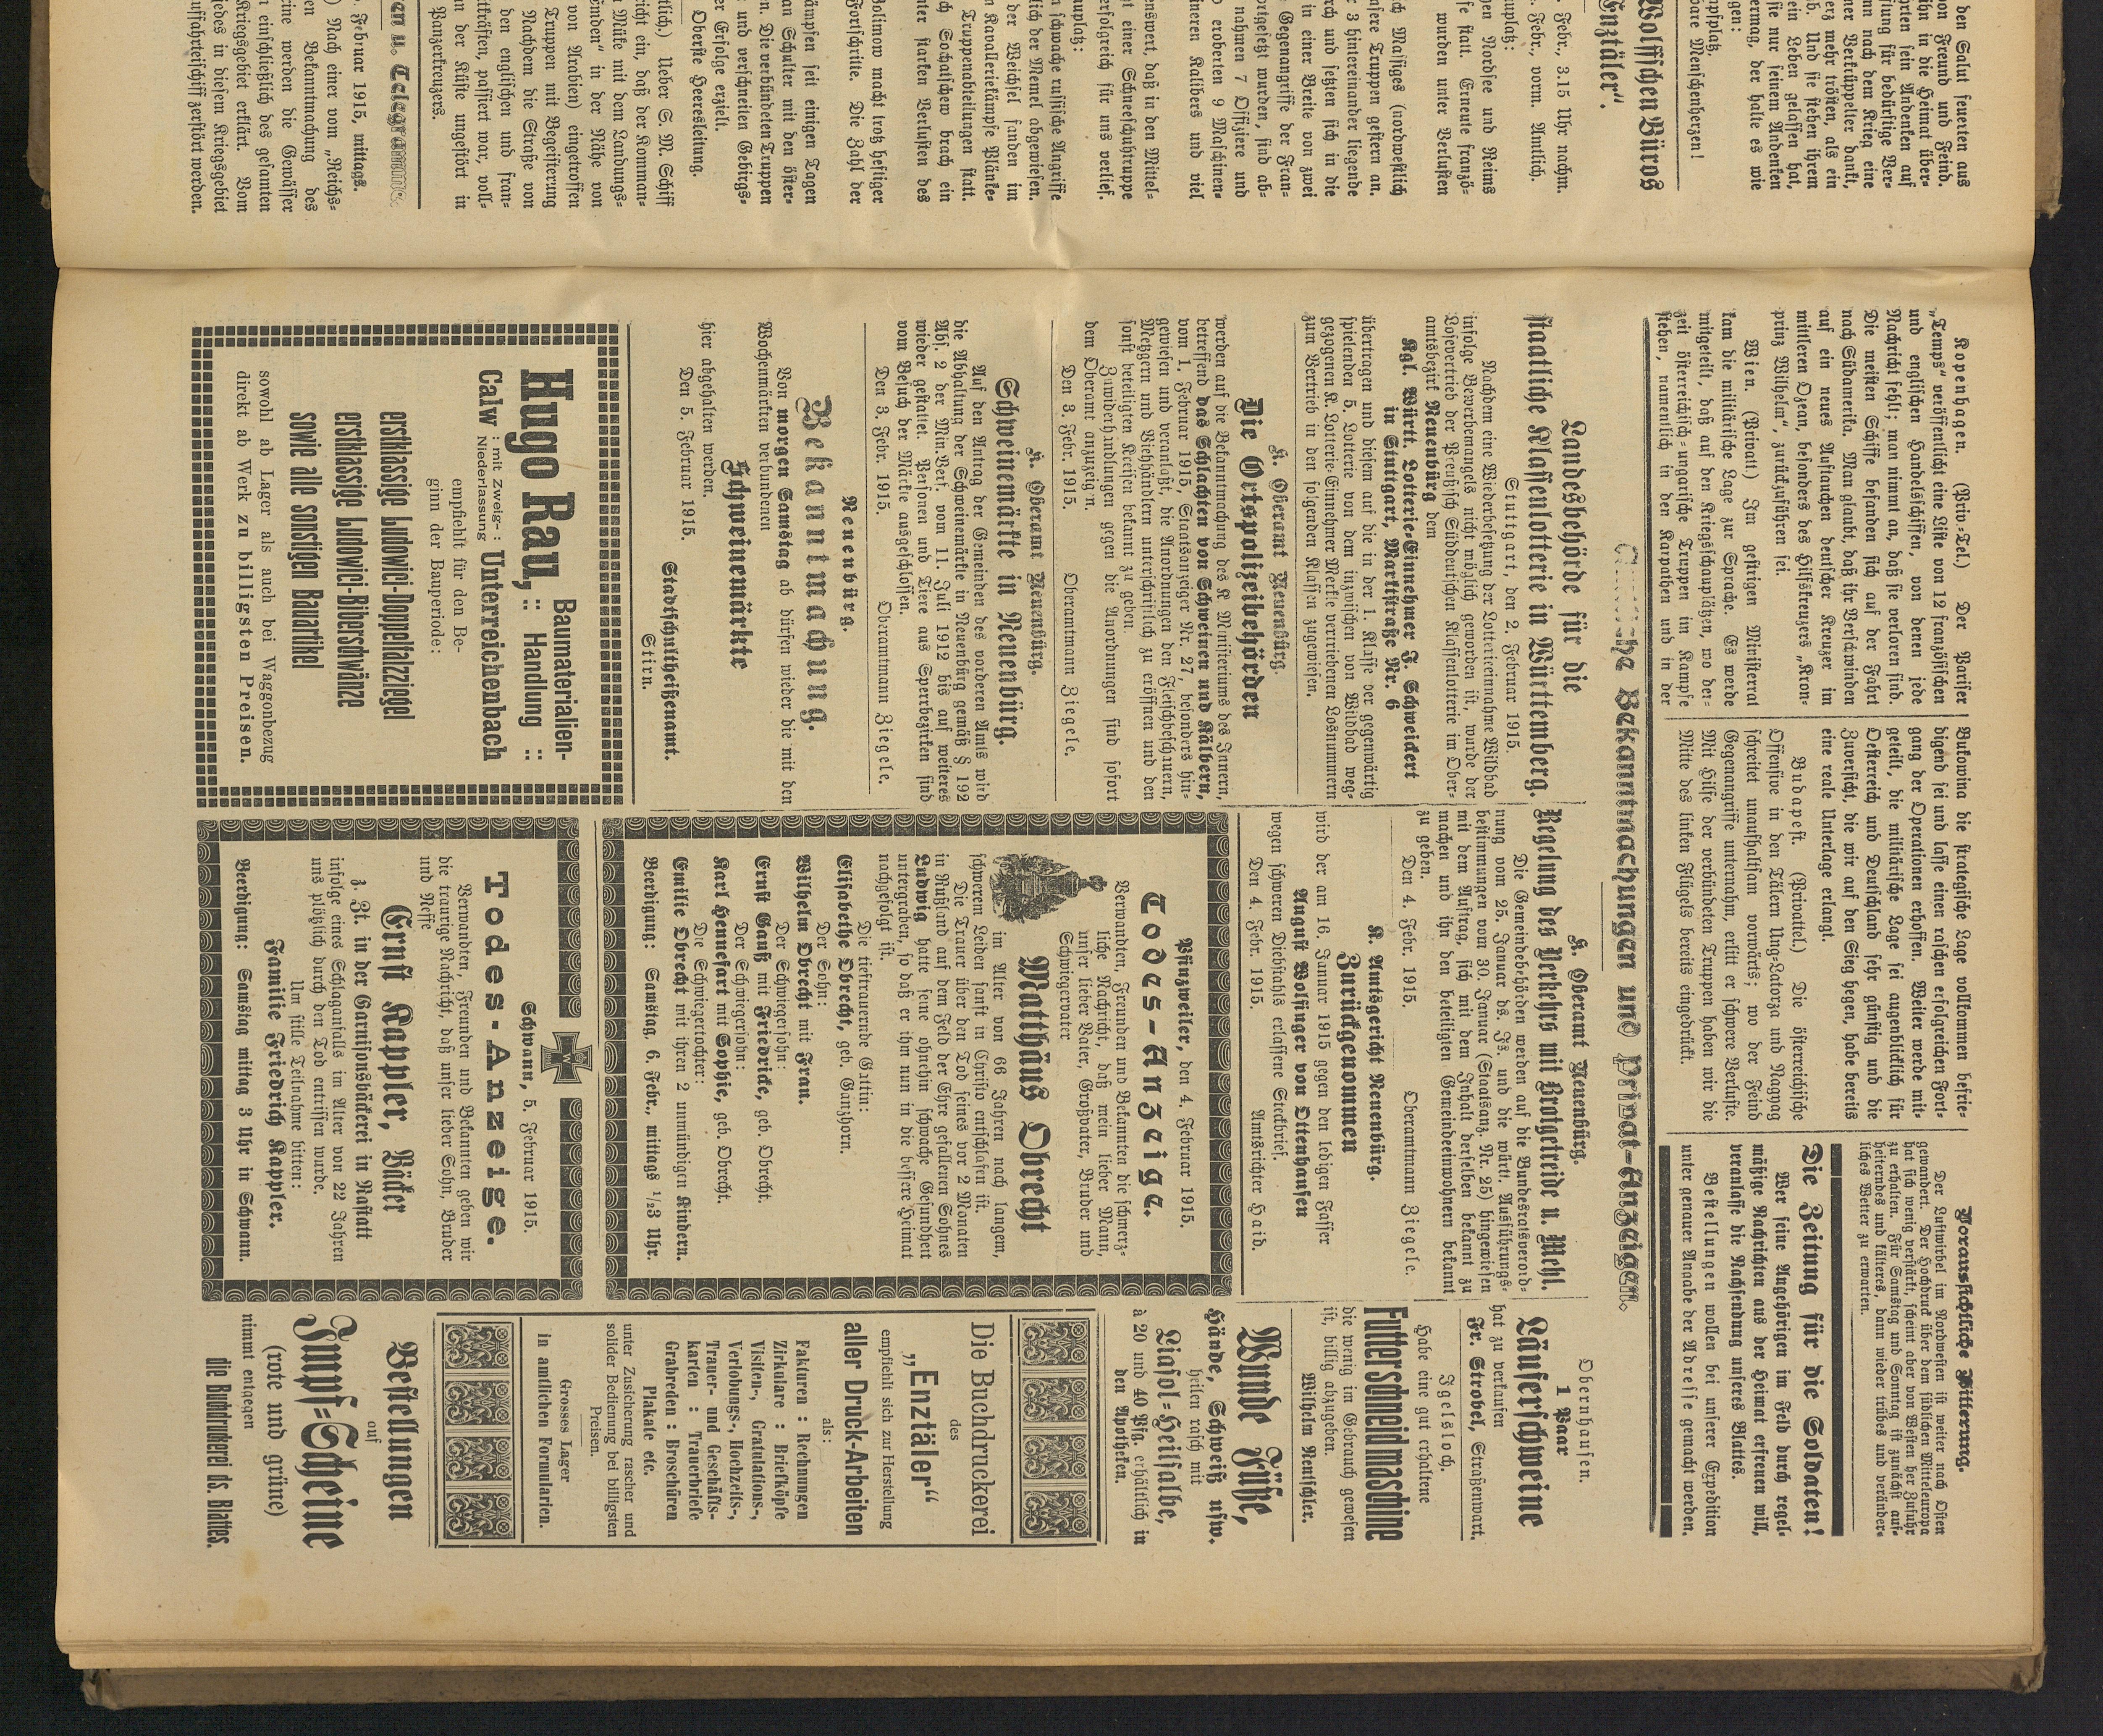 Kopenhagen. (Priv.-Tel.) Der Pariser
„Temps“ veröffentlicht eine Liste von 12 französischen
und englischen Handelsschiffen, von denen jede
Nachricht fehlt; man nimmt an, daß sie verloren sind.
Die meisten Schiffe befanden sich auf der Fahrt
nach Südamerika. Man glaubt, daß ihr Verschwinden
auf ein neues Auftauchen deutscher Kreuzer im
mittleren Ozean, besonders des Hilfskreuzers „Kron-
prinz Wilhelm“, zurückzuführen sei.
Wien. (Privatt.) Im gestrigen Ministerrat
kam die militärische Lage zur Sprache. Es werde
mitgeteilt, daß auf den Kriegsschauplätzen, wo der-
zeit österreichisch-ungarische Truppen im Kampfe
stehen, namentlich in den Karpathen und in der
Bukowina die strategische Lage vollkommen befrie-
digend sei und lasse einen raschen erfolgreichen Fort-
gang der Operationen erhoffen. Weiter werde mit-
geteilt, die militärische Lage sei augenblicklich für
Oesterreich und Deutschland sehr günstig und die
Zuversicht, die wir auf den Sieg hegen, habe bereits
eine reale Unterlage erlangt.
Budapest. (Privattel.) Die österreichische
Offensive in den Tälern Ung-Latorza und Nagyag
schreitet unaufhaltsam vorwärts; wo der Feind
Gegenangriffe unternahm, erlitt er schwere Verluste.
Mit Hilfe der verbündeten Truppen haben wir die
Mitte des linken Flügels bereits eingedrückt.
Voraussichtliche Witterung.
Der Luftwirbel im Nordwesten ist weiter nach Osten
gewandert. Der Hochdruck über dem südlichen Mitteleuropa
hat sich wenig verstärkt, scheint aber von Westen her Zufuhr
zu erhalten. Für Samstag und Sonntag ist zunächst auf-
heiterndes und kälteres, dann wieder trübes und veränder-
liches Wetter zu erwarten.
Die Zeitung für die Soldaten!
Wer seine Angehörigen im Feld durch regel-
mäßige Nachrichten aus der Heimat erfreuen will,
veranlasse die Nachsendung unseres Blattes.
Bestellungen wollen bei unserer Expedition
unter genauer Angabe der Adresse gemacht werden.
Amtliche Bekanntmachungen und Privat-Anzeigen.
Landesbehörde für die
staatliche Klassenlotterie in Württemberg.
Stuttgart, den 2. Februar 1915.
Nachdem eine Wiederbesetzung der Lotterieeinnahme Wildbad
infolge Bewerbermangels nicht möglich geworden ist, wurde der
Losevertrieb der Preußisch Süddeutschen Klassenlotterie im Ober-
amtsbezirk Neuenbürg dem
Kgl. Württ. Lotterie-Einnehmer J. Schweickert
in Stuttgart, Marktstraße Nr. 6
übertragen und diesem auch die in der 1. Klasse der gegenwärtig
spielenden 5. Lotterie von dem inzwischen von Wildbad weg-
gezogenen K. Lotterie-Einnehmer Merkle vertriebenen Losnummern
zum Vertrieb in den folgenden Klassen zugewiesen.
K. Oberamt Neuenbürg.
Die Ortspolizeibehörden
werden auf die Bekanntmachung des K. Ministeriums des Innern,
betreffend das Schlachten von Schweinen und Kälbern,
vom 1. Februar 1915, Staatsanzeiger Nr. 27, besonders hin-
gewiesen und veranlaßt, die Anordnungen den Fleischbeschauern,
Metzgern und Viehhändlern unterschriftlich zu eröffnen und den
sonst beteiligten Kreisen bekannt zu geben.
Zuwiderhandlungen gegen die Anordnungen sind sofort
dem Oberamt anzuzeigen.
Den 3. Febr. 1915. Oberamtmann Ziegele.
K. Oberamt Neuenbürg.
Schweinemärkte in Neuenbürg.
Auf den Antrag der Gemeinden des vorderen Amts wird
die Abhaltung der Schweinemärkte in Neuenbürg gemäß § 192
Abs. 2 der Min.Verf. vom 11. Juli 1912 bis auf weiteres
wieder gestattet. Personen und Tiere aus Sperrbezirken sind
vom Besuch der Märkte ausgeschlossen.
Den 3. Febr. 1915. Oberamtmann Ziegele.
Neuenbürg.
Bekanntmachung.
Von morgen Samstag ab dürfen wieder die mit den
Wochenmärkten verbundenen
Schweinemärkte
hier abgehalten werden.
Den 5. Februar 1915.
Stadtschultheißenamt.
Stirn.
Hugo Rau, Baumaterialien-
:: Handlung ::
Calw : mit Zweig- :
Niederlassung Unterreichenbach
empfiehlt für den Be-
ginn der Bauperiode:
erstklassige Ludowici-Doppelfalzziegel
erstklassige Ludowici-Biberschwänze
sowie alle sonstigen Bauartikel
sowohl ab Lager als auch bei Waggonbezug
direkt ab Werk zu billigsten Preisen.
K. Oberamt Neuenbürg.
Regelung des Verkehrs mit Brotgetreide u. Mehl.
Die Gemeindebehörden werden auf die Bundesratsverord-
nung vom 25. Januar ds. Js. und die württ. Ausführungs-
bestimmungen vom 30. Januar (Staatsanz. Nr. 25) hingewiesen
mit dem Auftrag, sich mit dem Inhalt derselben bekannt zu
machen und ihn den beteiligten Gemeindeeinwohnern bekannt
zu geben.
Den 4. Febr. 1915. Oberamtmann Ziegele.
K. Amtsgericht Neuenbürg.
Zurückgenommen
wird der am 16. Januar 1915 gegen den ledigen Fasser
August Wolfinger von Ottenhausen
wegen schweren Diebstahls erlassene Steckbrief.
Den 4. Febr. 1915. Amtsrichter Haid.
Pfinzweiler, den 4. Februar 1915.
Todes-Anzeige.
Verwandten, Freunden und Bekannten die schmerz-
liche Nachricht, daß mein lieber Mann,
unser lieber Vater, Großvater, Bruder und
Schwiegervater
Matthäus Obrecht
im Alter von 66 Jahren nach langem,
schwerem Leiden sanft in Christo entschlafen ist.
Die Trauer über den Tod seines vor 2 Monaten
in Rußland auf dem Feld der Ehre gefallenen Sohnes
Ludwig hatte seine ohnehin schwache Gesundheit
untergraben, so daß er ihm nun in die bessere Heimat
nachgefolgt ist.
Die tieftrauernde Gattin:
Elisabethe Obrecht, geb. Ganzhorn.
Der Sohn:
Wilhelm Obrecht mit Frau.
Der Schwiegersohn:
Ernst Gauß mit Friedricke, geb. Obrecht.
Der Schwiegersohn:
Karl Hennefart mit Sophie, geb. Obrecht.
Die Schwiegertochter:
Emilie Obrecht mit ihren 2 unmündigen Kindern.
Beerdigung: Samstag, 6. Febr., mittags ½3 Uhr.
Schwann, 5. Februar 1915.
Todes-Anzeige.
Verwandten, Freunden und Bekannten geben wir
die traurige Nachricht, daß unser lieber Sohn, Bruder
und Neffe
Ernst Kappler, Bäcker
z. Zt. in der Garnisonsbäckerei in Rastatt
infolge eines Schlaganfalls im Alter von 22 Jahren
uns plötzlich durch den Tod entrissen wurde.
Um stille Teilnahme bitten:
Familie Friedrich Kappler.
Beerdigung: Samstag mittag 3 Uhr in Schwann.
Obernhausen.
1 Paar
Läuferschweine
hat zu verkaufen
Fr. Strobel, Straßenwart.
Igelsloch.
Habe eine gut erhaltene
Futterschneidmaschine
die wenig im Gebrauch gewesen
ist, billig abzugeben.
Wilhelm Rentschler.
Wunde Füße,
Hände, Schweiß usw.
heilen rasch mit
Liasol-Heilsalbe,
à 20 und 40 Pfg. erhältlich in
den Apotheken.
Die Buchdruckerei
des
„Enztäler“
empfiehlt sich zur Herstellung
aller Druck-Arbeiten
als:
Fakturen : Rechnungen
Zirkulare : Briefköpfe
Visiten-, Gratulations-,
Verlobungs-, Hochzeits-,
Trauer- und Geschäfts-
karten : Trauerbriefe
Grabreden : Broschüren
Plakate etc.
unter Zusicherung rascher und
solider Bedienung bei billigsten
Preisen.
Grosses Lager
in amtlichen Formularien.
Bestellungen
auf
Impf-Scheine
(rote und grüne)
nimmt entgegen
die Buchdruckerei ds. Blattes.